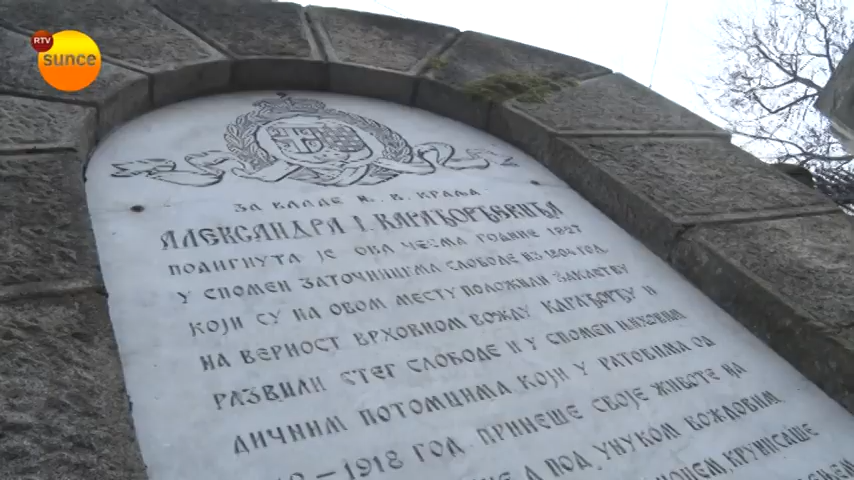 RTV
sunce
ЗА ВЛАДЕ Њ. В. КРАЉА
АЛЕКСАНДРА I. КАРАЂОРЂЕВИЋА
ПОДИГНУТА ЈЕ ОВА ЧЕСМА ГОДИНЕ 1927
У СПОМЕН ЗАТОЧНИЦИМА СЛОБОДЕ ИЗ 1804 ГОД.
КОЈИ СУ НА ОВОМ МЕСТУ ПОЛОЖИЛИ ЗАКЛЕТВУ
НА ВЕРНОСТ ВРХОВНОМ ВОЖДУ КАРАЂОРЂУ И
РАЗВИЛИ СТЕГ СЛОБОДЕ И У СПОМЕН ЊИХОВИМ
ДИЧНИМ ПОТОМЦИМА КОЈИ У РАТОВИМА ОД
– 1918 ГОД. ПРИНЕШЕ СВОЈЕ ЖИВОТЕ НА
А ПОД УНУКОМ ВОЖДОВИМ
КРУНИСАШЕ